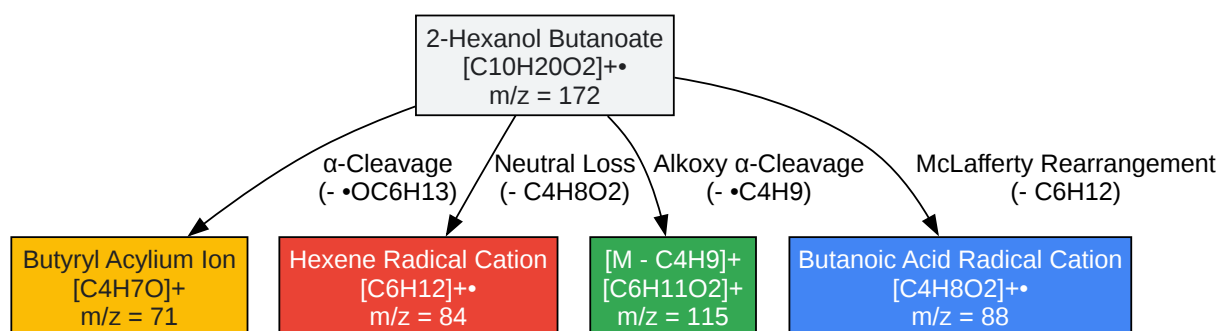 2-Hexanol Butanoate
[C10H20O2]+•
m/z = 172
α-Cleavage
(- •OC6H13)
Neutral Loss
(- C4H8O2)
Alkoxy α-Cleavage
(- •C4H9)
McLafferty Rearrangement
(- C6H12)
Butyryl Acylium Ion
[C4H7O]+
m/z = 71
Hexene Radical Cation
[C6H12]+•
m/z = 84
[M - C4H9]+
[C6H11O2]+
m/z = 115
Butanoic Acid Radical Cation
[C4H8O2]+•
m/z = 88